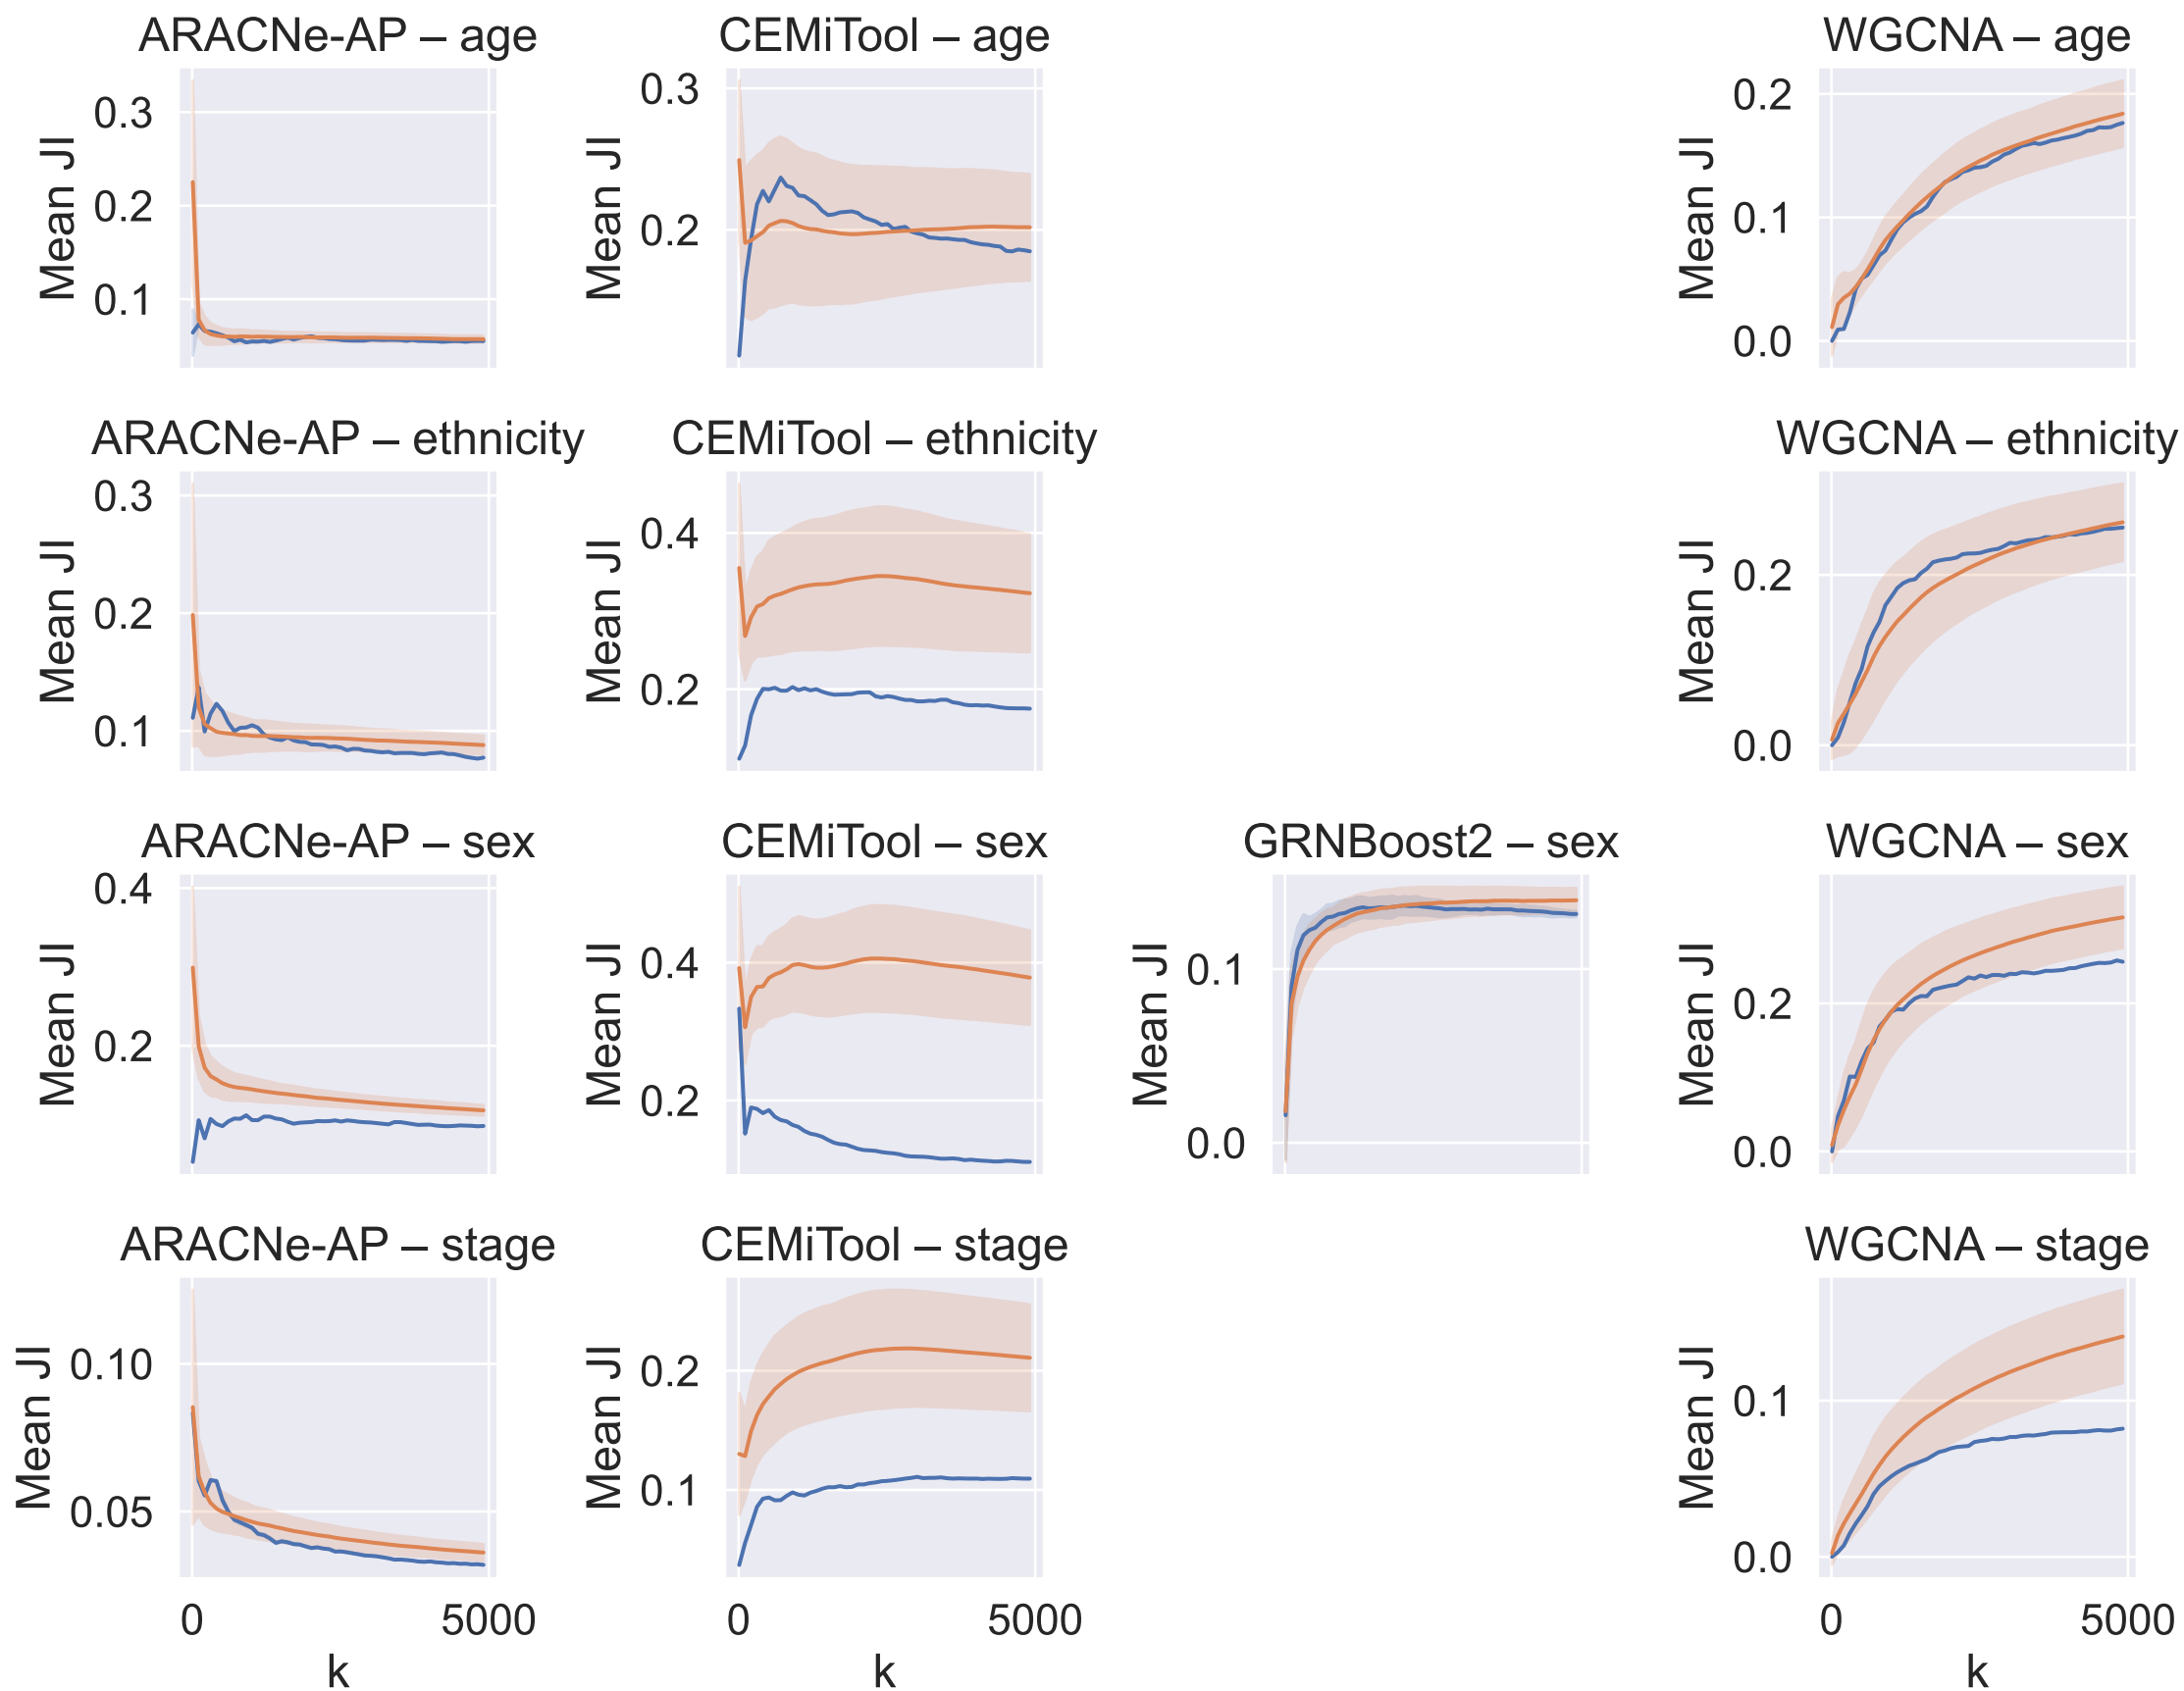 ARACNe-AP – age
CEMiTool – age
WGCNA – age
Mean JI
0.3
0.2
0.1
Mean JI
0.3
0.2
Mean JI
0.2
0.1
0.0
ARACNe-AP – ethnicity
CEMiTool – ethnicity
WGCNA – ethnicity
Mean JI
0.3
0.2
0.1
Mean JI
0.4
0.2
Mean JI
0.2
0.0
ARACNe-AP – sex
CEMiTool – sex
GRNBoost2 – sex
WGCNA – sex
Mean JI
0.4
0.2
Mean JI
0.4
0.2
Mean JI
0.1
0.0
Mean JI
0.2
0.0
ARACNe-AP – stage
CEMiTool – stage
WGCNA – stage
Mean JI
0.10
0.05
Mean JI
0.2
0.1
Mean JI
0.1
0.0
0 5000
0 5000
0 5000
k
k
k